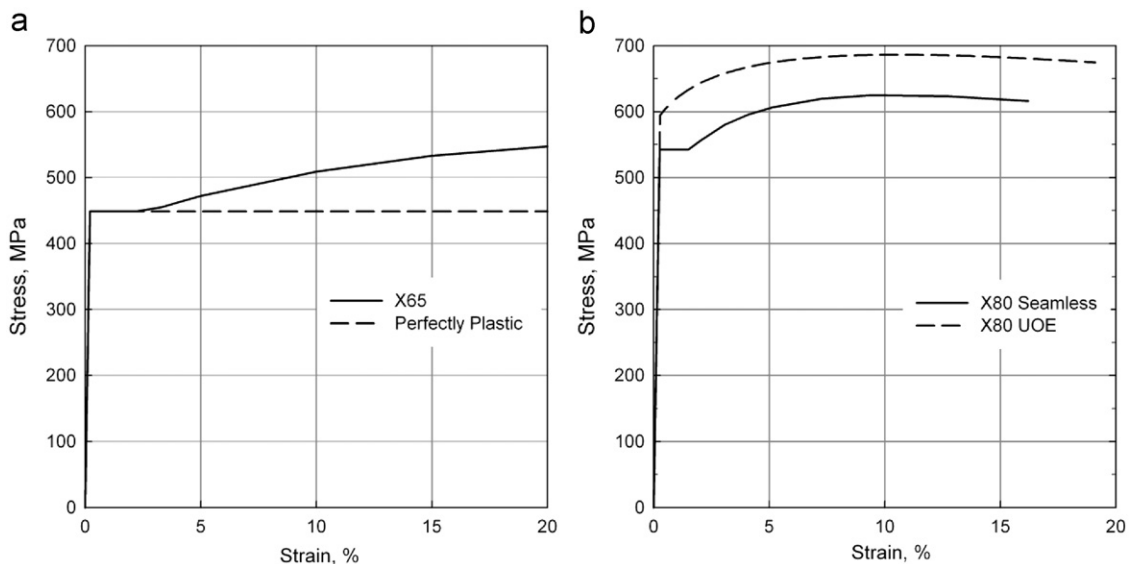 a
700
600
500
400
300
200
100
0
Stress, MPa
X65
Perfectly Plastic
0 5 10 15 20
Strain, %
b
700
600
500
400
300
200
100
0
Stress, MPa
X80 Seamless
X80 UOE
0 5 10 15 20
Strain, %